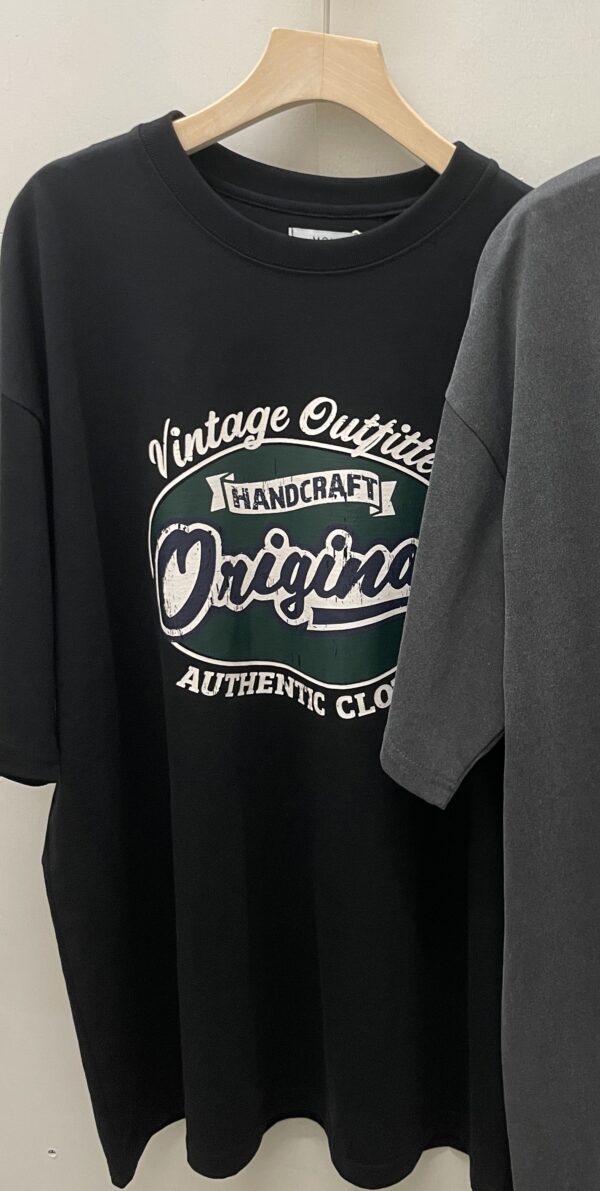 Vintage Outfitte
HANDCRAFT
Origina
AUTHENTIC CLO